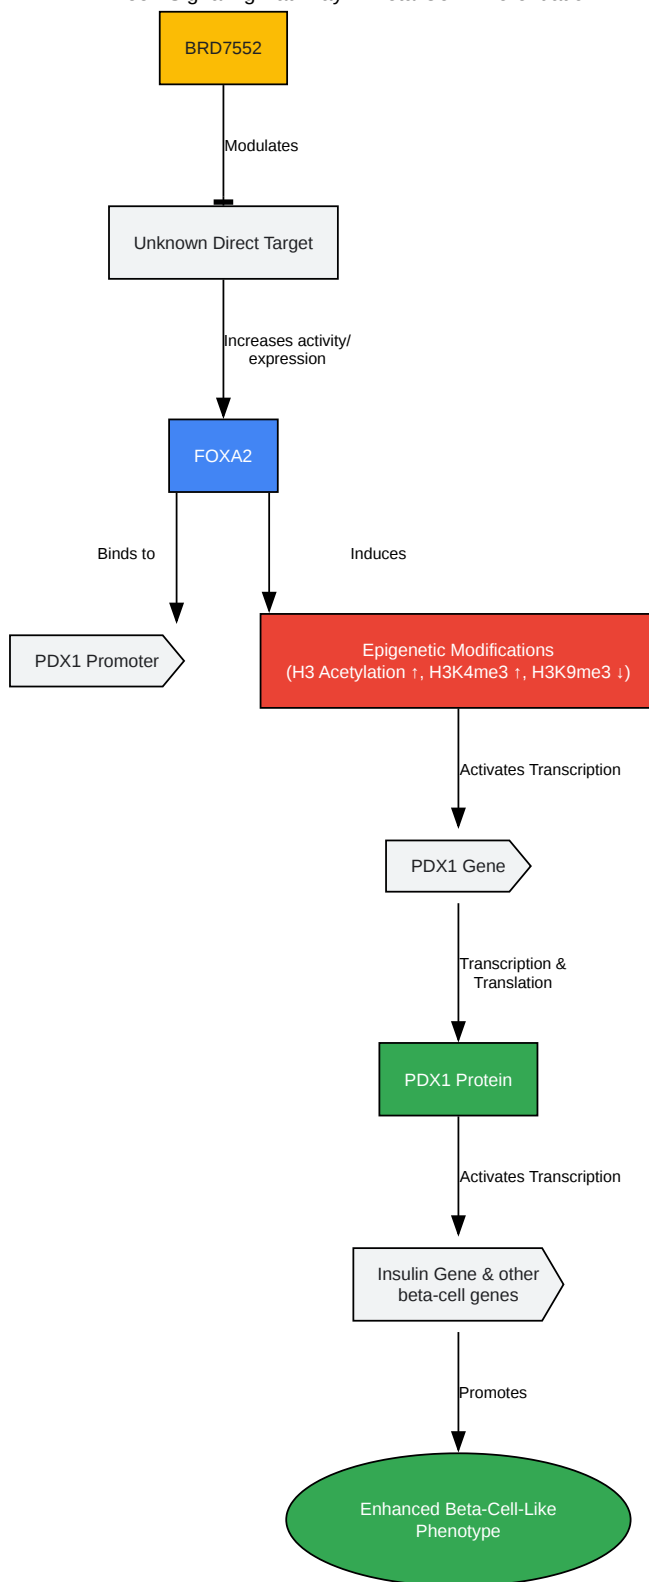 BRD7552
Modulates
Unknown Direct Target
Increases activity/
expression
FOXA2
Binds to
Induces
PDX1 Promoter
Epigenetic Modifications
(H3 Acetylation ↑, H3K4me3 ↑, H3K9me3 ↓)
Activates Transcription
PDX1 Gene
Transcription &
Translation
PDX1 Protein
Activates Transcription
Insulin Gene & other
beta-cell genes
Promotes
Enhanced Beta-Cell-Like
Phenotype